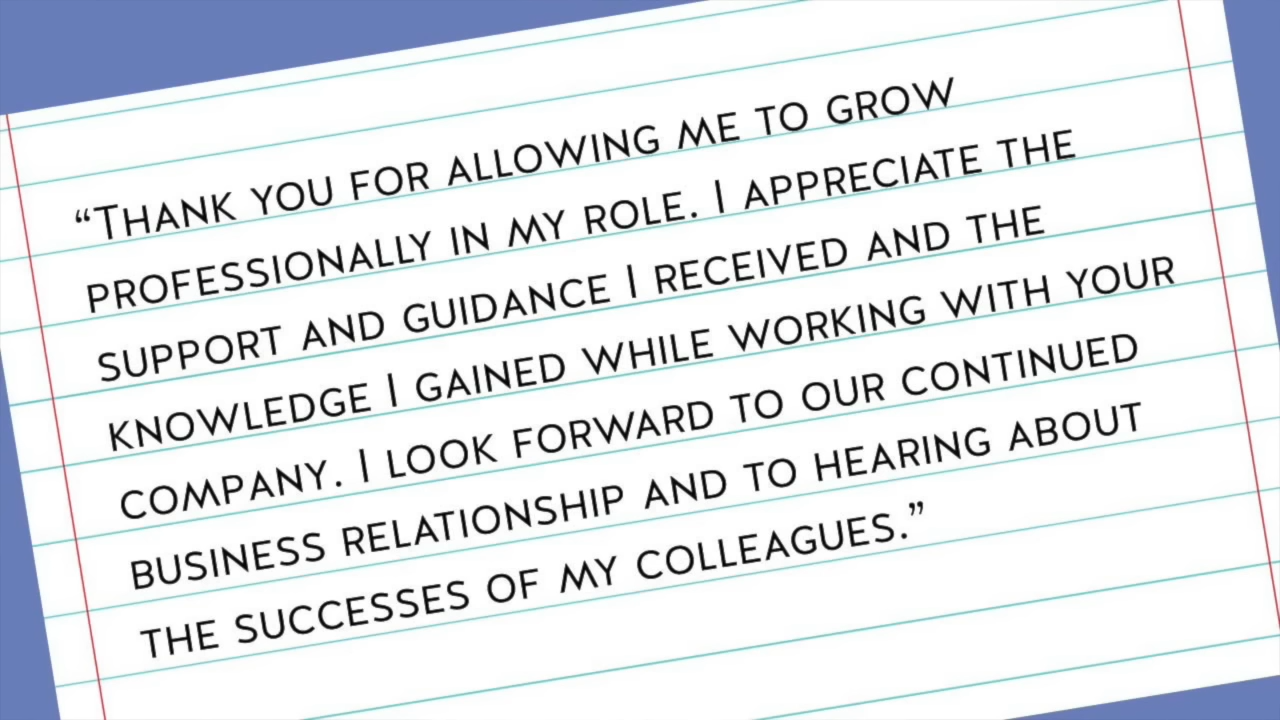 “THANK YOU FOR ALLOWING ME TO GROW
PROFESSIONALLY IN MY ROLE. I APPRECIATE THE
SUPPORT AND GUIDANCE I RECEIVED AND THE
KNOWLEDGE I GAINED WHILE WORKING WITH YOUR
COMPANY. I LOOK FORWARD TO OUR CONTINUED
BUSINESS RELATIONSHIP AND TO HEARING ABOUT
THE SUCCESSES OF MY COLLEAGUES.”